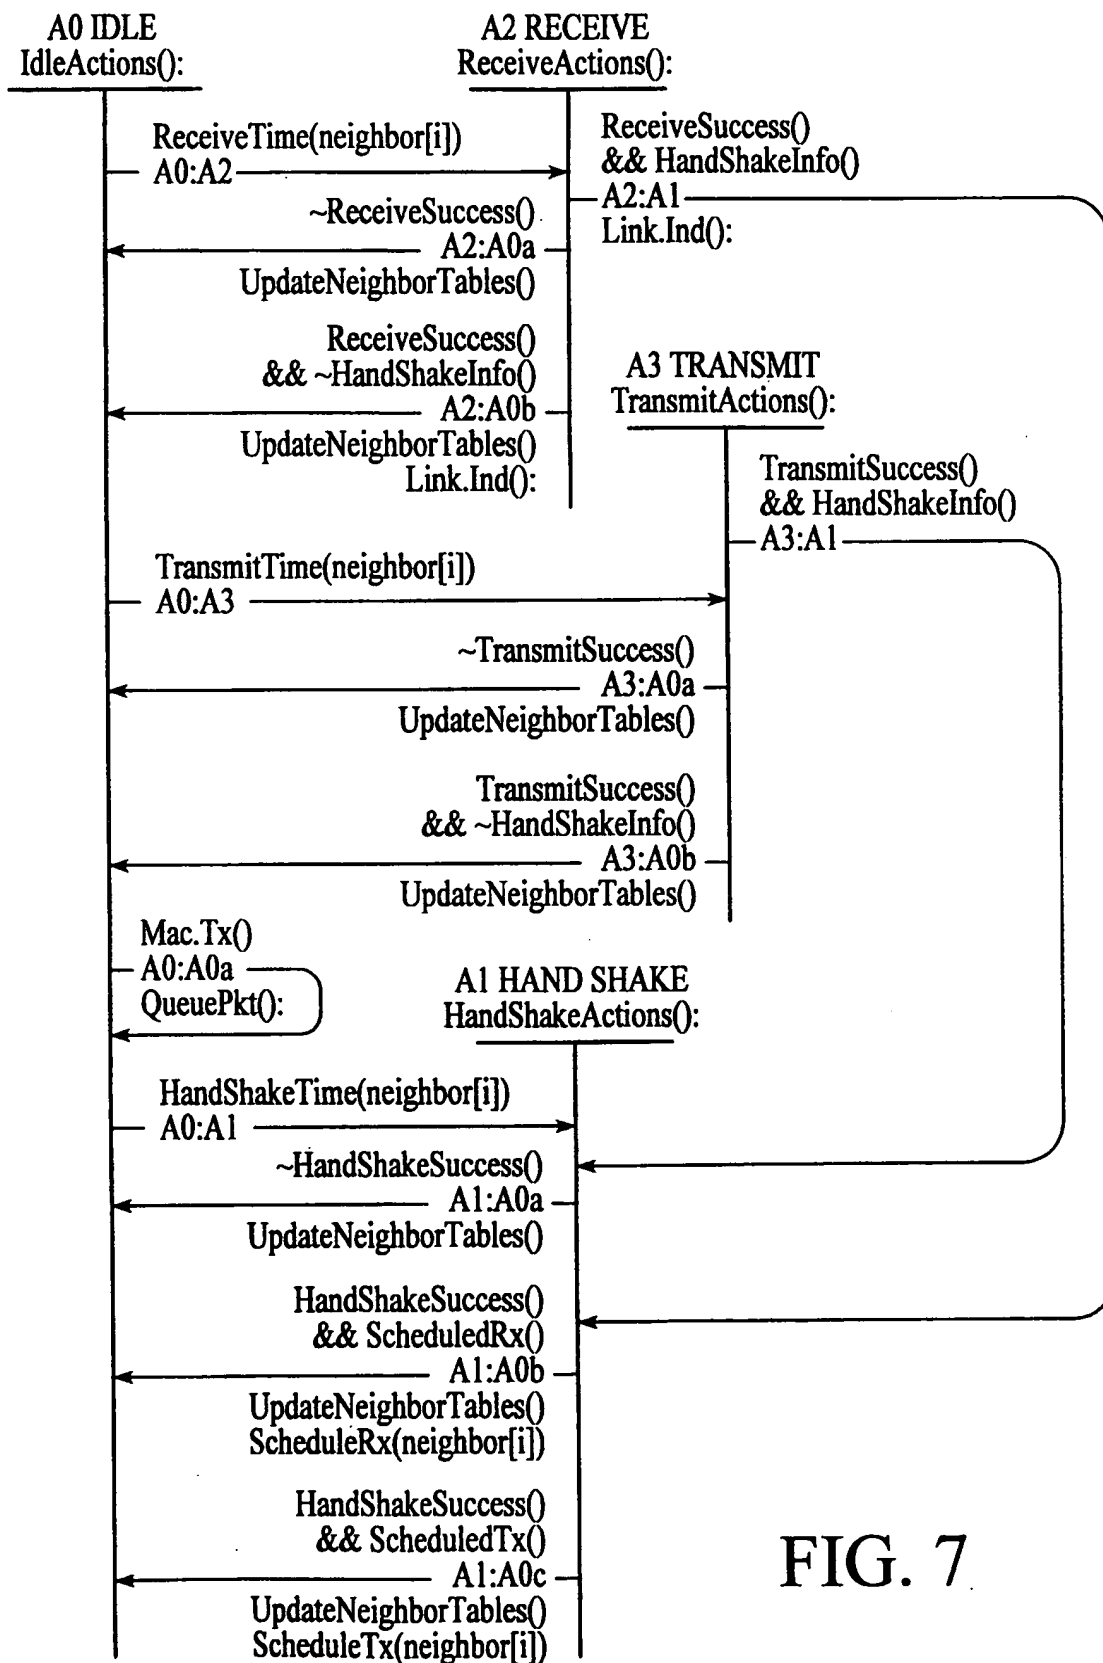 A0 IDLE
IdleActions():
A2 RECEIVE
ReceiveActions():
ReceiveTime(neighbor[i])
A0:A2
ReceiveSuccess()
&& HandShakeInfo()
A2:A1
Link.Ind():
~ReceiveSuccess()
A2:A0a
UpdateNeighborTables()
ReceiveSuccess()
&& ~HandShakeInfo()
A2:A0b
UpdateNeighborTables()
Link.Ind():
A3 TRANSMIT
TransmitActions():
TransmitSuccess()
&& HandShakeInfo()
A3:A1
TransmitTime(neighbor[i])
A0:A3
~TransmitSuccess()
A3:A0a
UpdateNeighborTables()
TransmitSuccess()
&& ~HandShakeInfo()
A3:A0b
UpdateNeighborTables()
Mac.Tx()
A0:A0a
QueuePkt():
A1 HAND SHAKE
HandShakeActions():
HandShakeTime(neighbor[i])
A0:A1
~HandShakeSuccess()
A1:A0a
UpdateNeighborTables()
HandShakeSuccess()
&& ScheduledRx()
A1:A0b
UpdateNeighborTables()
ScheduleRx(neighbor[i])
HandShakeSuccess()
&& ScheduledTx()
A1:A0c
UpdateNeighborTables()
ScheduleTx(neighbor[i])
FIG. 7